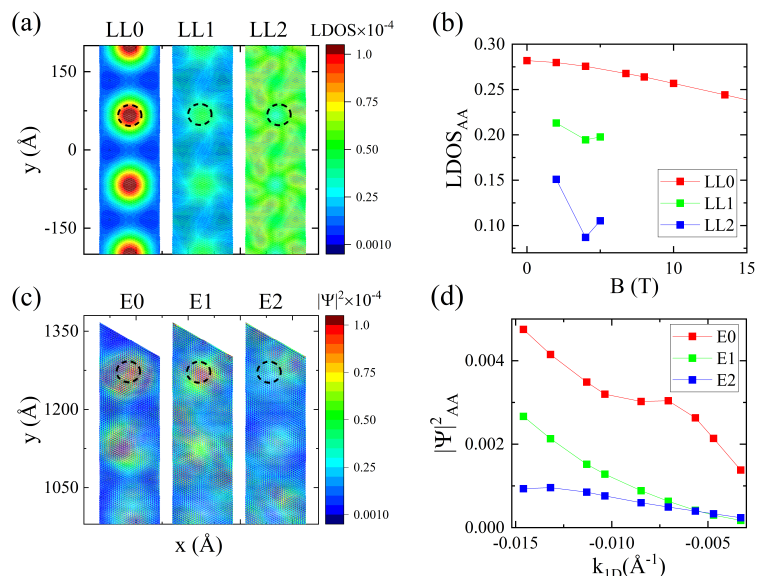 (a)
LL0 LL1 LL2 LDOS×10⁻⁴
y (Å)
150
0
-150
1.0
0.75
0.50
0.25
0.0010
(b)
LDOS_AA
0.30
0.25
0.20
0.15
0.10
LL0
LL1
LL2
0 5 10 15
B (T)
(c)
E0 E1 E2 |Ψ|²×10⁻⁴
y (Å)
1350
1200
1050
1.0
0.75
0.50
0.25
0.0010
x (Å)
(d)
|Ψ|²_AA
0.004
0.002
0.000
E0
E1
E2
-0.015 -0.010 -0.005
k_1D(Å⁻¹)